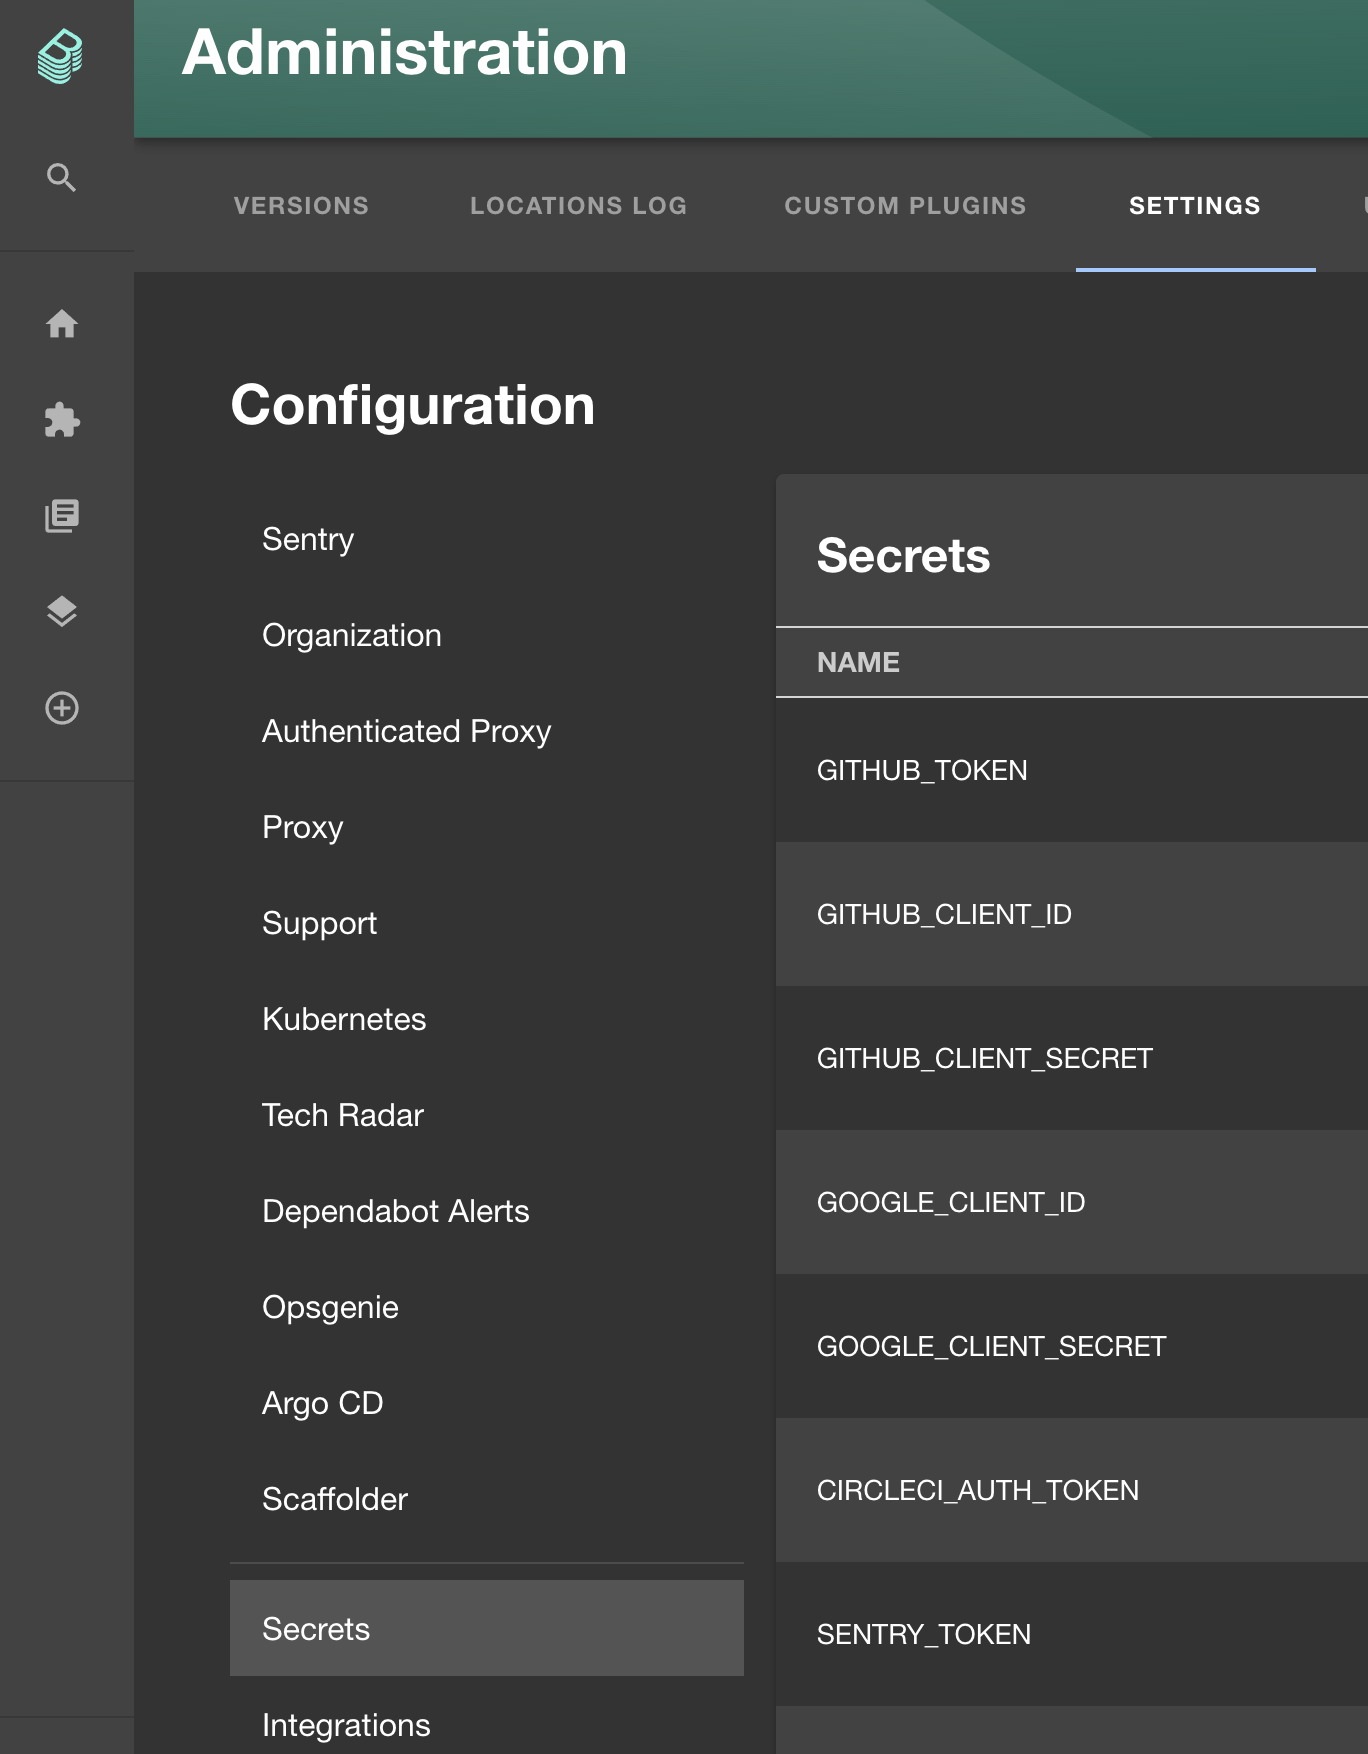 Administration
VERSIONS
LOCATIONS LOG
CUSTOM PLUGINS
SETTINGS
Configuration
Sentry
Organization
Authenticated Proxy
Proxy
Support
Kubernetes
Tech Radar
Dependabot Alerts
Opsgenie
Argo CD
Scaffolder
Secrets
Integrations
Secrets
NAME
GITHUB_TOKEN
GITHUB_CLIENT_ID
GITHUB_CLIENT_SECRET
GOOGLE_CLIENT_ID
GOOGLE_CLIENT_SECRET
CIRCLECI_AUTH_TOKEN
SENTRY_TOKEN